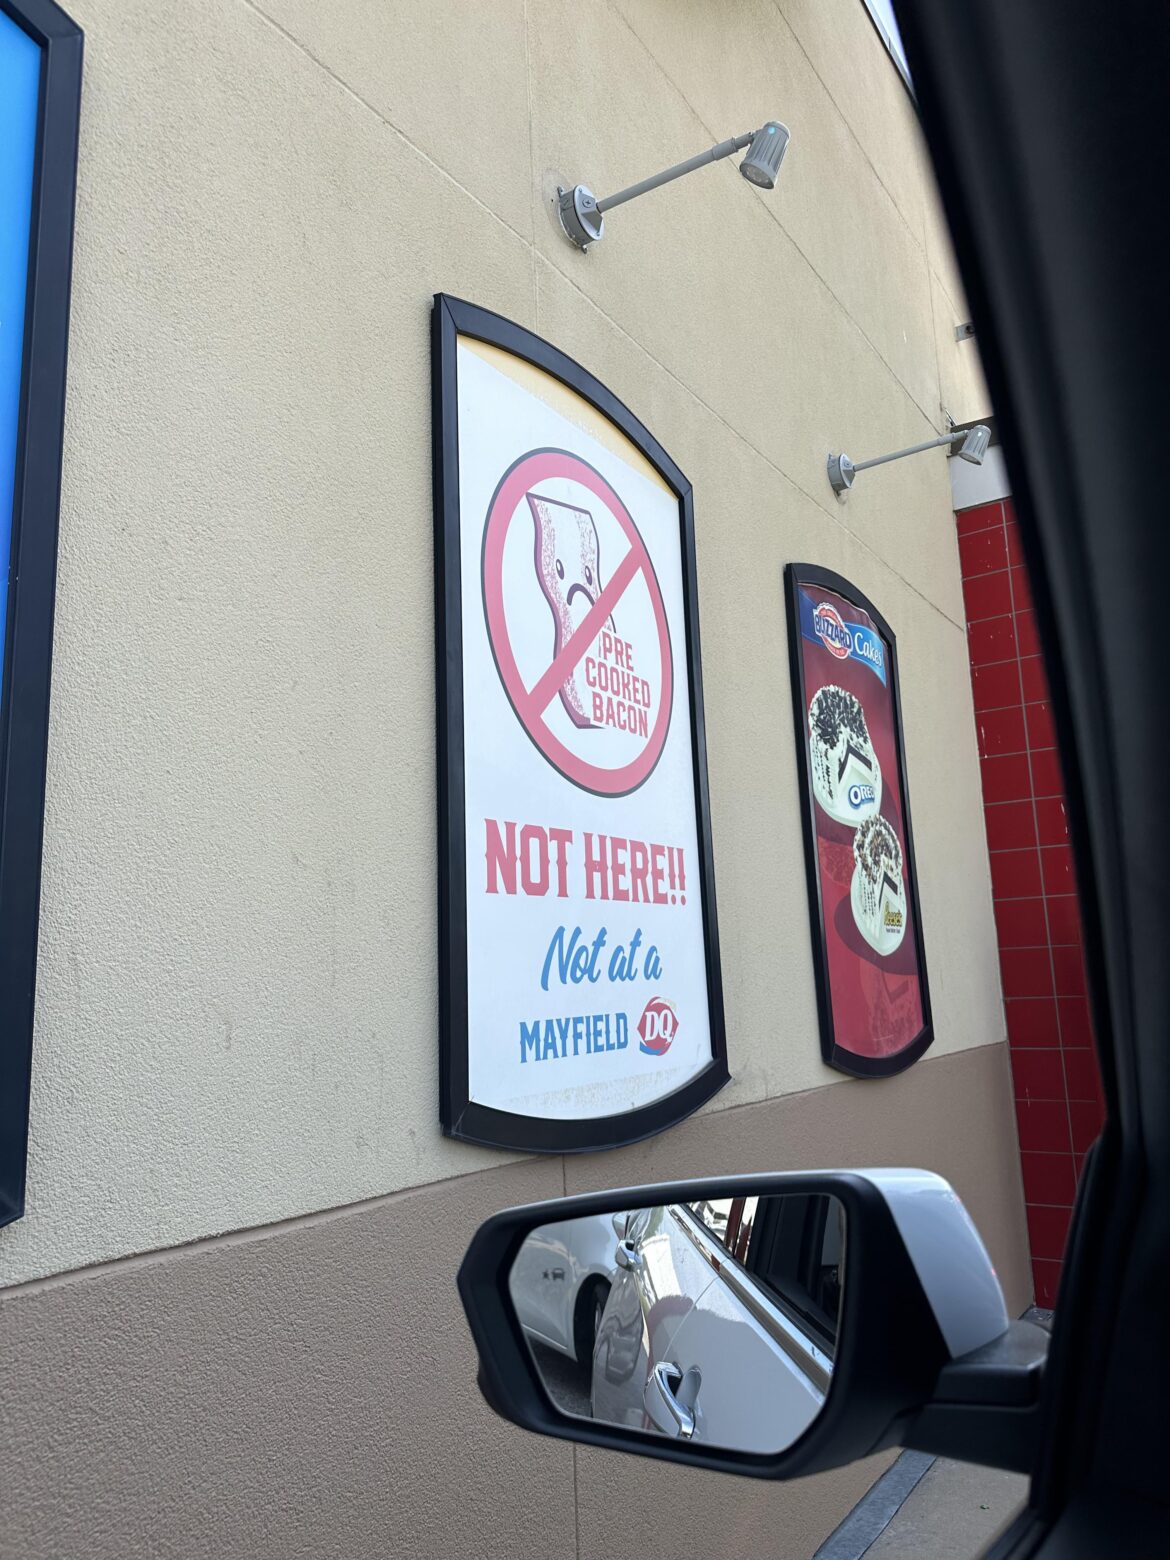 PRE
COOKED
BACON
NOT HERE!!
Not at a
MAYFIELD DQ
BLIZZARD
Cakes
OREO